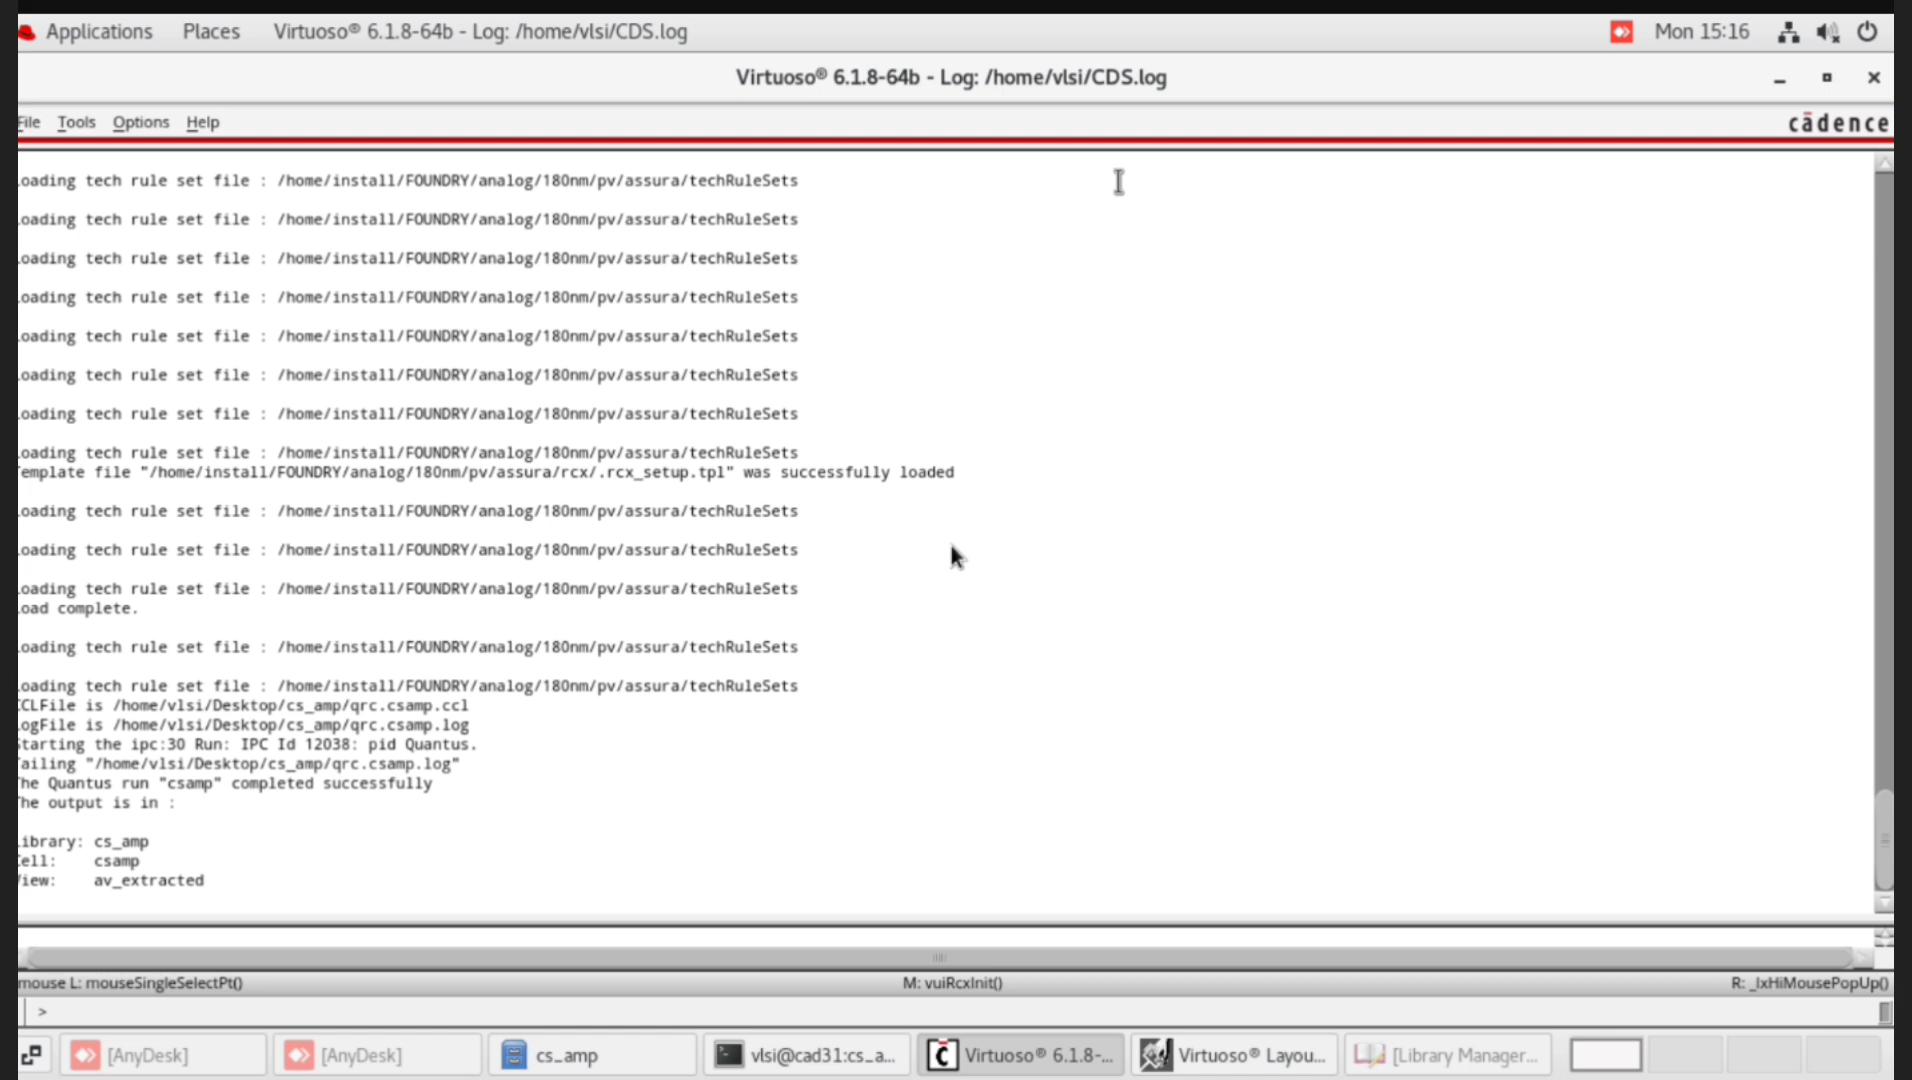 Applications Places Virtuoso® 6.1.8-64b - Log: /home/vlsi/CDS.log Mon 15:16
Virtuoso® 6.1.8-64b - Log: /home/vlsi/CDS.log
File Tools Options Help cādence
oading tech rule set file : /home/install/FOUNDRY/analog/180nm/pv/assura/techRuleSets
oading tech rule set file : /home/install/FOUNDRY/analog/180nm/pv/assura/techRuleSets
oading tech rule set file : /home/install/FOUNDRY/analog/180nm/pv/assura/techRuleSets
oading tech rule set file : /home/install/FOUNDRY/analog/180nm/pv/assura/techRuleSets
oading tech rule set file : /home/install/FOUNDRY/analog/180nm/pv/assura/techRuleSets
oading tech rule set file : /home/install/FOUNDRY/analog/180nm/pv/assura/techRuleSets
oading tech rule set file : /home/install/FOUNDRY/analog/180nm/pv/assura/techRuleSets
oading tech rule set file : /home/install/FOUNDRY/analog/180nm/pv/assura/techRuleSets
emplate file "/home/install/FOUNDRY/analog/180nm/pv/assura/rcx/.rcx_setup.tpl" was successfully loaded
oading tech rule set file : /home/install/FOUNDRY/analog/180nm/pv/assura/techRuleSets
oading tech rule set file : /home/install/FOUNDRY/analog/180nm/pv/assura/techRuleSets
oading tech rule set file : /home/install/FOUNDRY/analog/180nm/pv/assura/techRuleSets
oad complete.
oading tech rule set file : /home/install/FOUNDRY/analog/180nm/pv/assura/techRuleSets
oading tech rule set file : /home/install/FOUNDRY/analog/180nm/pv/assura/techRuleSets
CCLFile is /home/vlsi/Desktop/cs_amp/qrc.csamp.ccl
ogFile is /home/vlsi/Desktop/cs_amp/qrc.csamp.log
Starting the ipc:30 Run: IPC Id 12038: pid Quantus.
ailing "/home/vlsi/Desktop/cs_amp/qrc.csamp.log"
he Quantus run "csamp" completed successfully
he output is in :
ibrary: cs_amp
Cell: csamp
iew: av_extracted
mouse L: mouseSingleSelectPt() M: vuiRcxInit() R: _lxHiMousePopUp()
>
[AnyDesk] [AnyDesk] cs_amp vlsi@cad31:cs_a... Virtuoso® 6.1.8-... Virtuoso® Layou... [Library Manager...